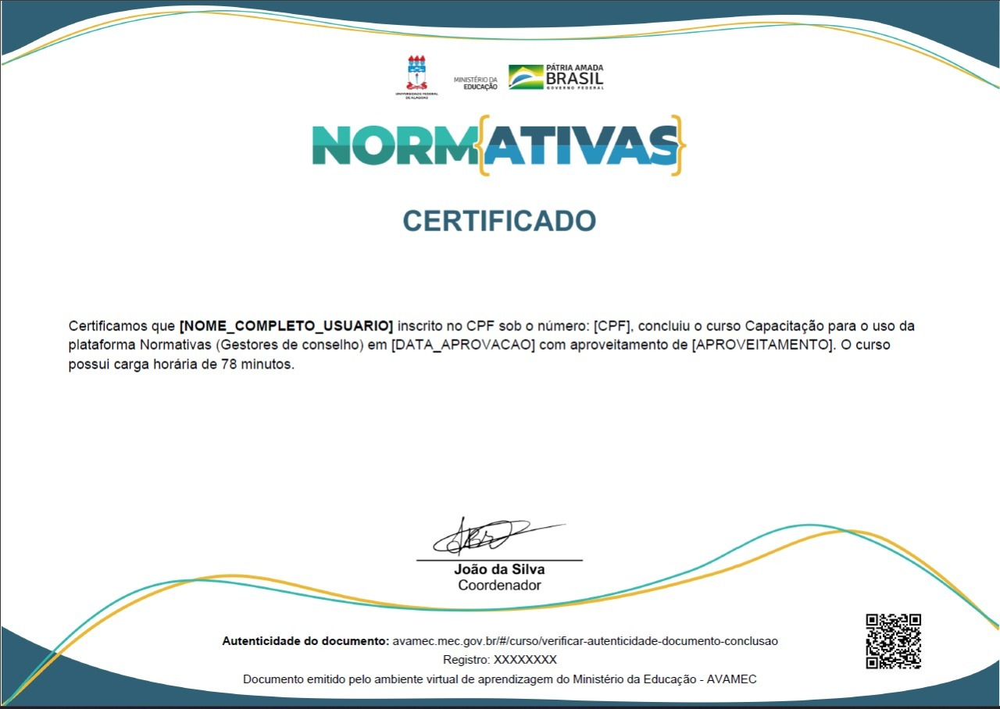 UNIVERSIDADE FEDERAL
DE ALAGOAS
MINISTÉRIO DA
EDUCAÇÃO
PÁTRIA AMADA
BRASIL
GOVERNO FEDERAL
NORM{ATIVAS}
CERTIFICADO
Certificamos que [NOME_COMPLETO_USUARIO] inscrito no CPF sob o número: [CPF], concluiu o curso Capacitação para o uso da
plataforma Normativas (Gestores de conselho) em [DATA_APROVACAO] com aproveitamento de [APROVEITAMENTO]. O curso
possui carga horária de 78 minutos.
João da Silva
Coordenador
Autenticidade do documento: avamec.mec.gov.br/#/curso/verificar-autenticidade-documento-conclusao
Registro: XXXXXXXX
Documento emitido pelo ambiente virtual de aprendizagem do Ministério da Educação - AVAMEC